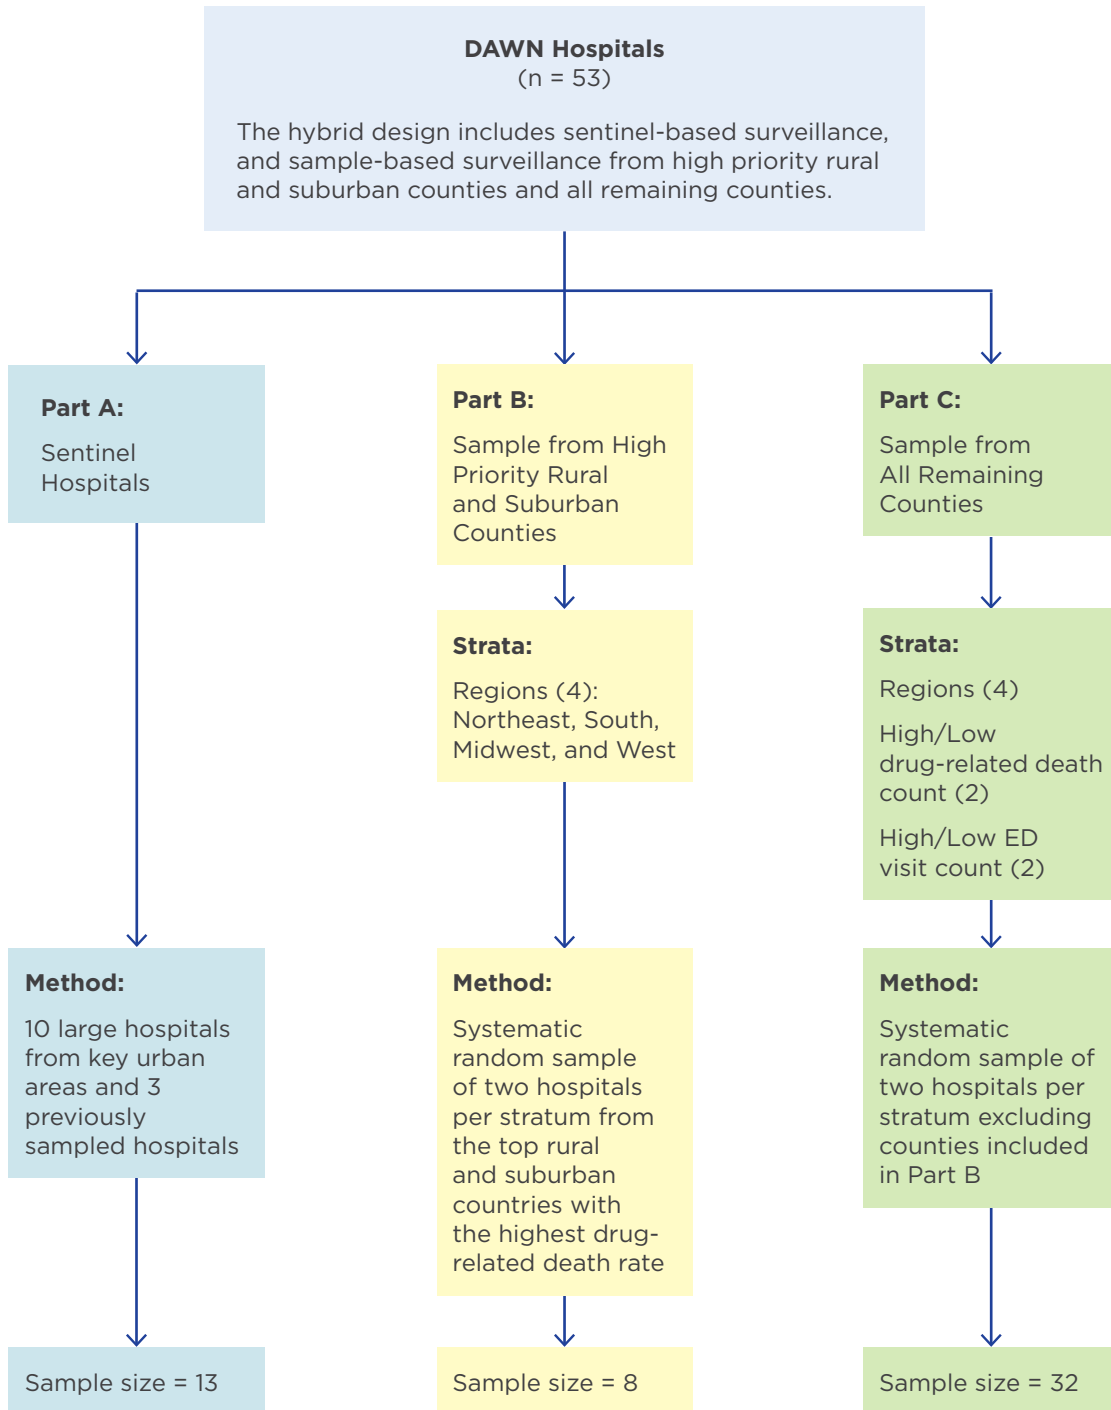 DAWN Hospitals
(n = 53)
The hybrid design includes sentinel-based surveillance,
and sample-based surveillance from high priority rural
and suburban counties and all remaining counties.
Part A:
Sentinel
Hospitals
Method:
10 large hospitals
from key urban
areas and 3
previously
sampled hospitals
Sample size = 13
Part B:
Sample from High
Priority Rural
and Suburban
Counties
Strata:
Regions (4):
Northeast, South,
Midwest, and West
Method:
Systematic
random sample
of two hospitals
per stratum from
the top rural
and suburban
countries with
the highest drug-
related death rate
Sample size = 8
Part C:
Sample from
All Remaining
Counties
Strata:
Regions (4)
High/Low
drug-related death
count (2)
High/Low ED
visit count (2)
Method:
Systematic
random sample of
two hospitals per
stratum excluding
counties included
in Part B
Sample size = 32